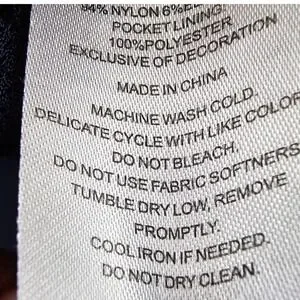 94% NYLON 6%
POCKET LINING:
100%POLYESTER
EXCLUSIVE OF DECORATION
MADE IN CHINA
MACHINE WASH COLD.
DELICATE CYCLE WITH LIKE COLOR
DO NOT BLEACH.
DO NOT USE FABRIC SOFTNERS
TUMBLE DRY LOW, REMOVE
PROMPTLY.
COOL IRON IF NEEDED.
DO NOT DRY CLEAN.